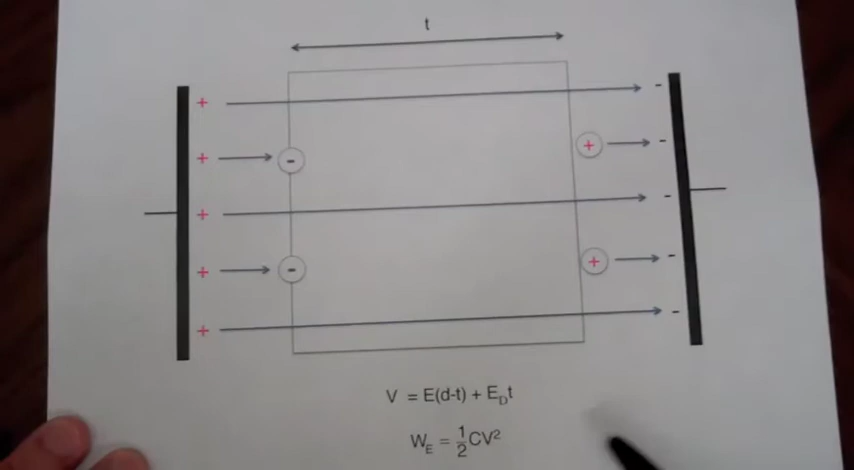 t
+ -
+ - + -
+ -
+ - + -
+ -
V = E(d-t) + E_Dt
W_E = ½CV²